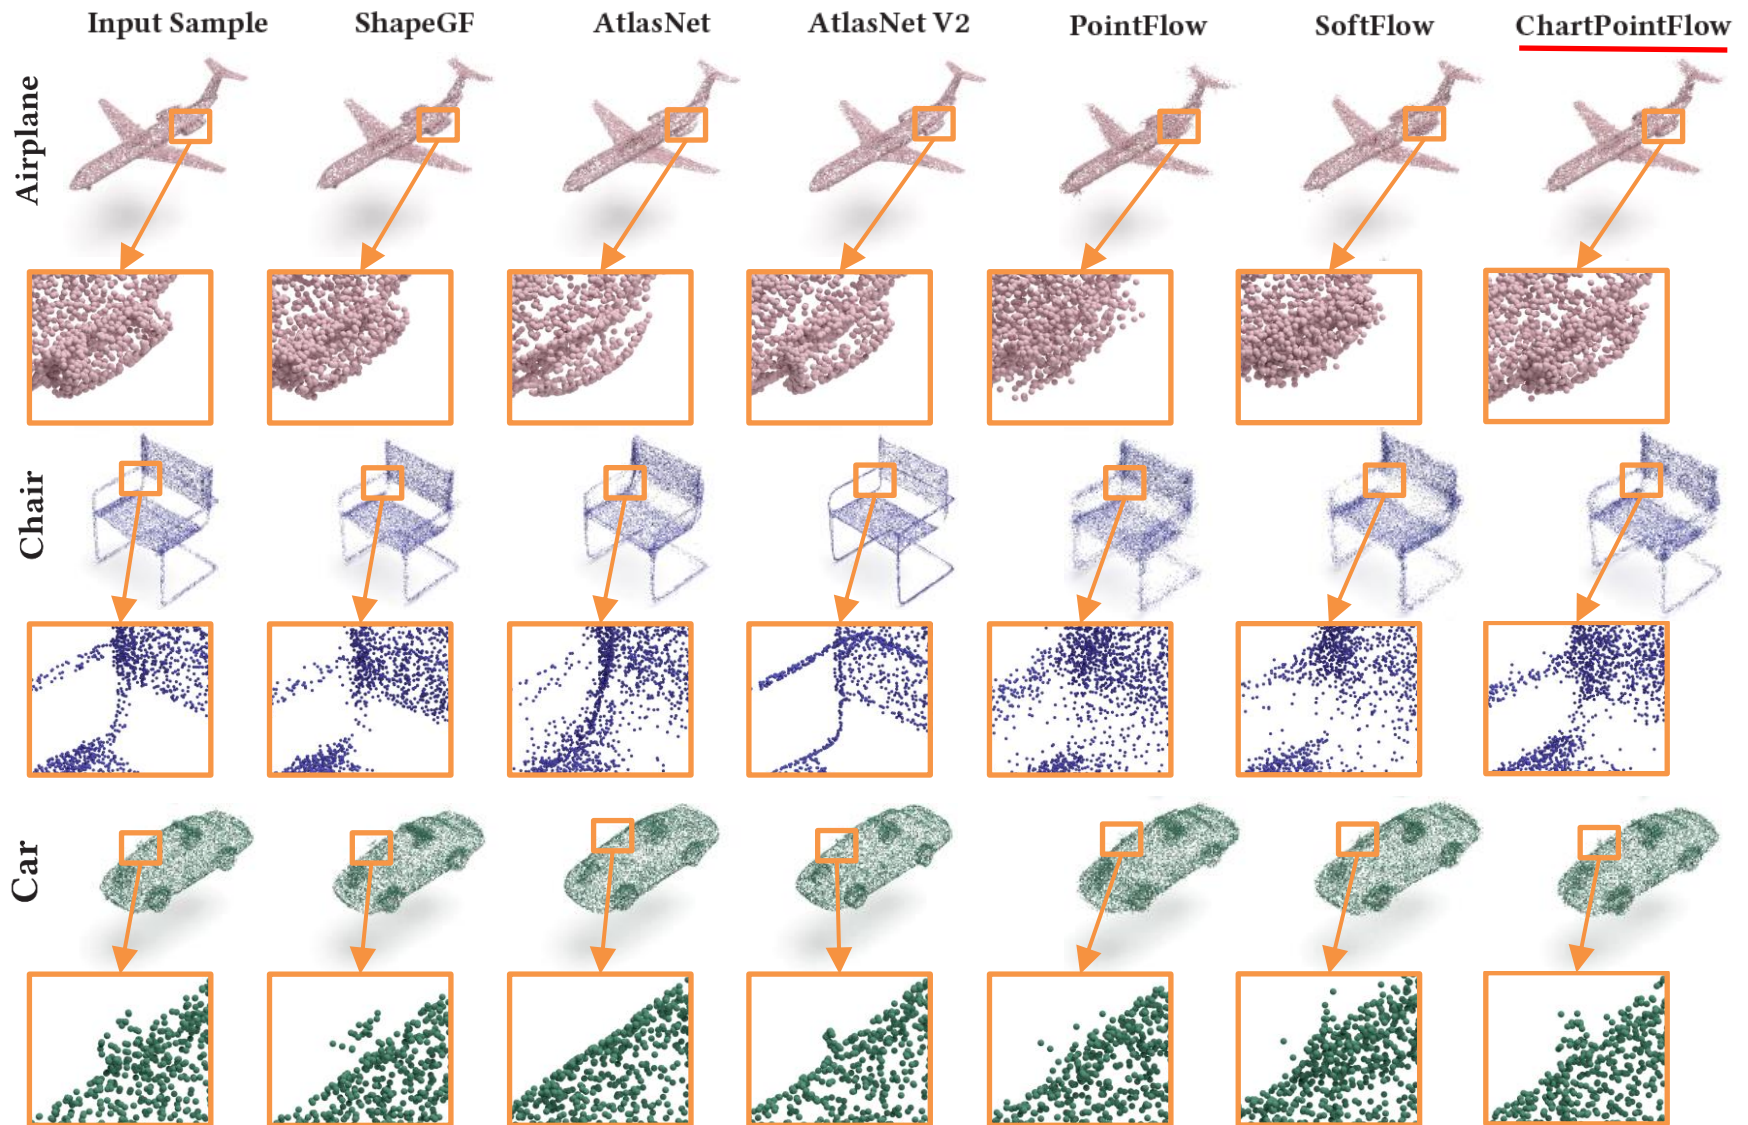 Input Sample ShapeGF AtlasNet AtlasNet V2 PointFlow SoftFlow ChartPointFlow
Airplane
Chair
Car